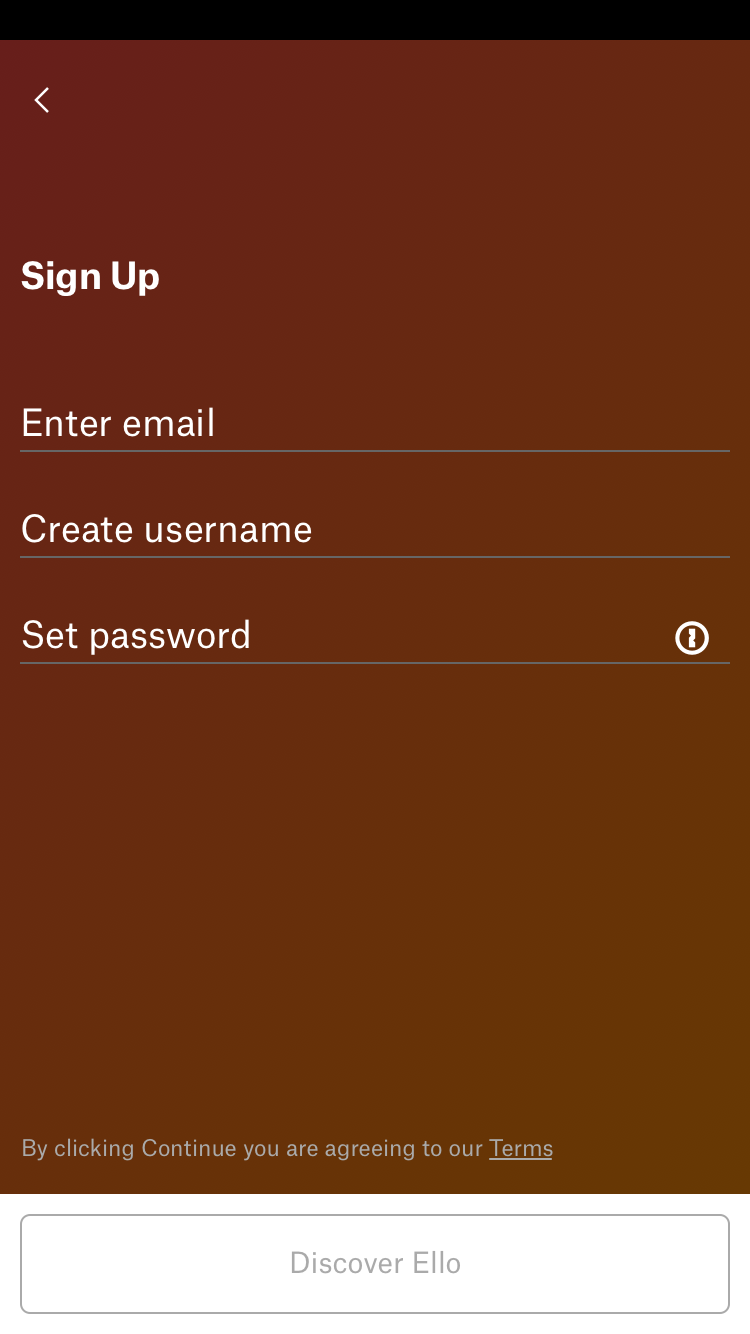 Sign Up
Enter email
Create username
Set password
By clicking Continue you are agreeing to our Terms
Discover Ello